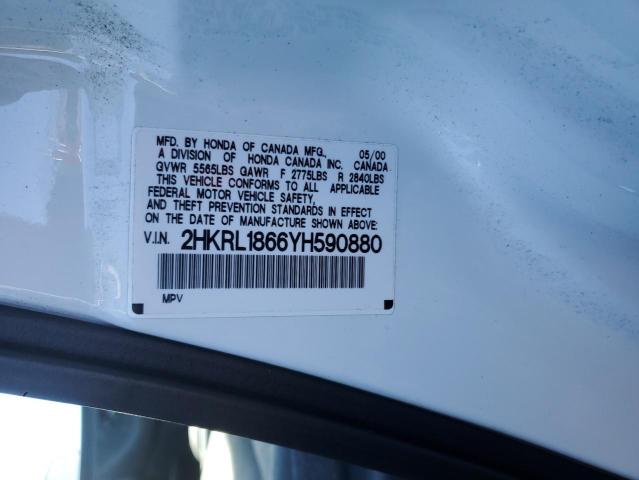 MFD. BY HONDA OF CANADA MFG. 05/00
A DIVISION OF HONDA CANADA INC. CANADA
GVWR 5565LBS GAWR F 2775LBS R 2840LBS
THIS VEHICLE CONFORMS TO ALL APPLICABLE
FEDERAL MOTOR VEHICLE SAFETY,
AND THEFT PREVENTION STANDARDS IN EFFECT
ON THE DATE OF MANUFACTURE SHOWN ABOVE:
V.I.N. 2HKRL1866YH590880
MPV